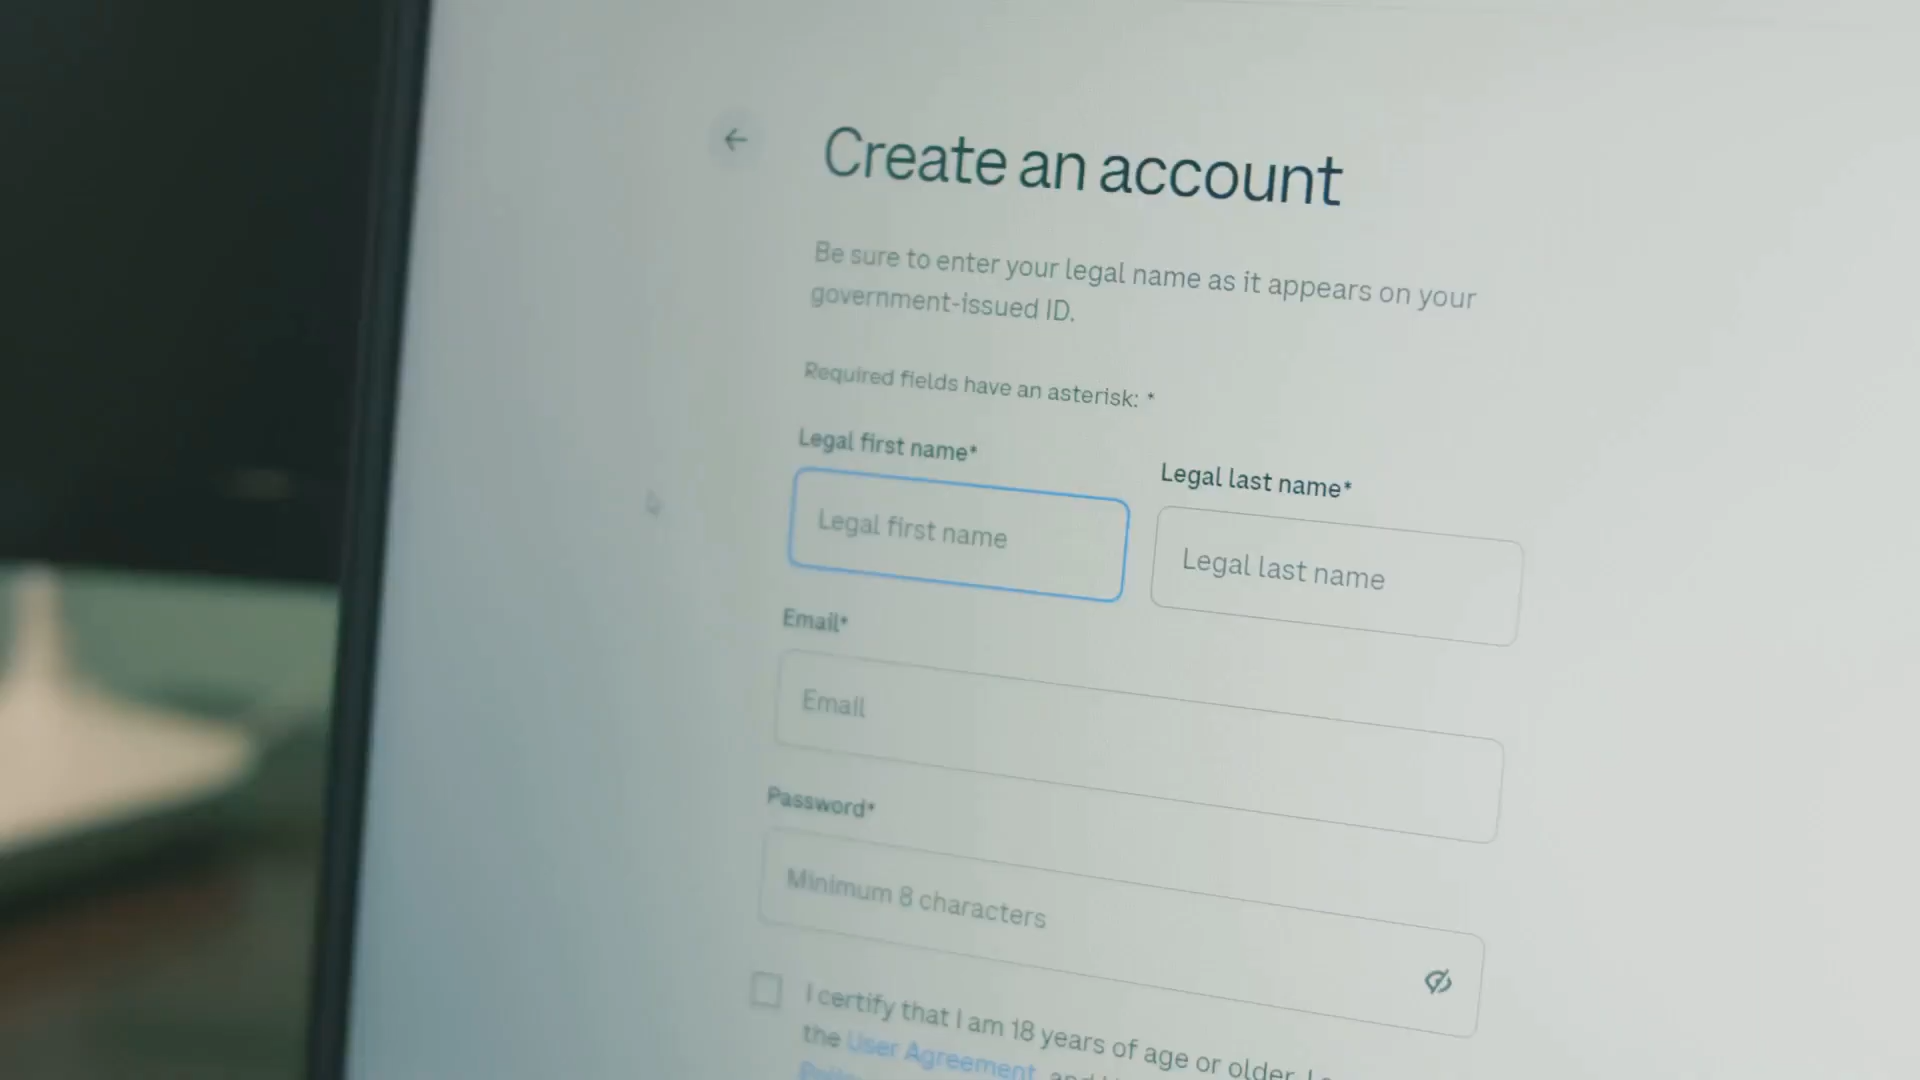 Create an account
Be sure to enter your legal name as it appears on your
government-issued ID.
Required fields have an asterisk: *
Legal first name*
Legal last name*
Legal first name
Legal last name
Email*
Email
Password*
Minimum 8 characters
I certify that I am 18 years of age or older, I
the User Agreement, and